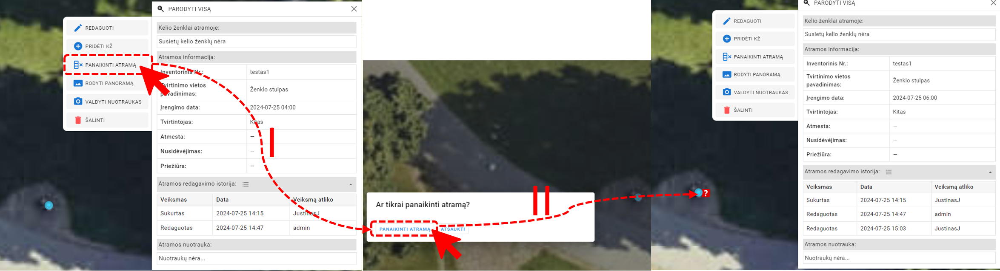 PARODYTI VISĄ
REDAGUOTI
PRIDĖTI KŽ
PANAIKINTI ATRAMĄ
RODYTI PANORAMĄ
VALDYTI NUOTRAUKAS
ŠALINTI
Kelio ženklai atramoje:
Susietų kelio ženklų nėra
Atramos informacija:
Inventorinis Nr.: testas1
Tvirtinimo vietos
pavadinimas: Ženklo stulpas
Įrengimo data: 2024-07-25 04:00
Tvirtintojas: Kitas
Atmesta: –
Nusidėvėjimas: –
Priežiūra: –
Atramos redagavimo istorija:
Veiksmas Data Veiksmą atliko
Sukurtas 2024-07-25 14:15 JustinasJ
Redaguotas 2024-07-25 14:47 admin
Atramos nuotrauka:
Nuotraukų nėra...
I
Ar tikrai panaikinti atramą?
PANAIKINTI ATRAMĄ ATŠAUKTI
II
?
PARODYTI VISĄ
REDAGUOTI
PRIDĖTI KŽ
PANAIKINTI ATRAMĄ
RODYTI PANORAMĄ
VALDYTI NUOTRAUKAS
ŠALINTI
Kelio ženklai atramoje:
Susietų kelio ženklų nėra
Atramos informacija:
Inventorinis Nr.: testas1
Tvirtinimo vietos
pavadinimas: Ženklo stulpas
Įrengimo data: 2024-07-25 06:00
Tvirtintojas: Kitas
Atmesta: –
Nusidėvėjimas: –
Priežiūra: –
Atramos redagavimo istorija:
Veiksmas Data Veiksmą atliko
Sukurtas 2024-07-25 14:15 JustinasJ
Redaguotas 2024-07-25 14:47 admin
Redaguotas 2024-07-25 15:03 JustinasJ
Atramos nuotrauka:
Nuotraukų nėra...